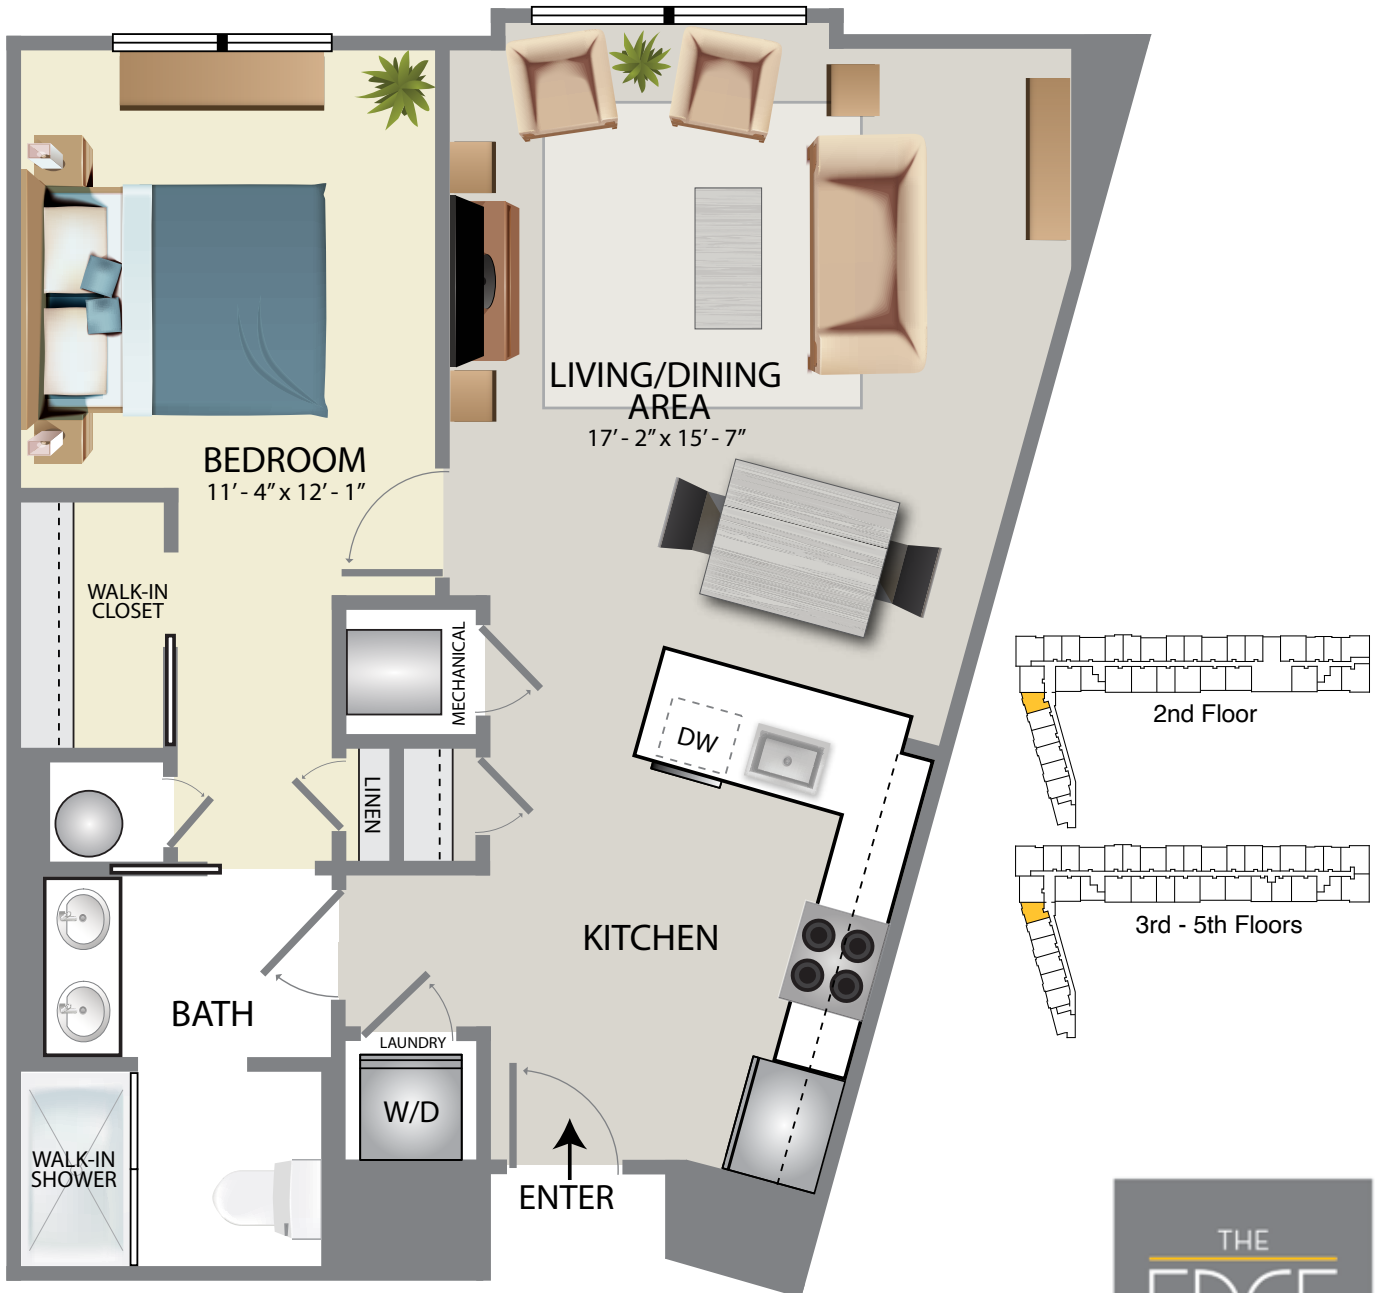 LIVING/DINING
AREA
17' - 2" x 15' - 7"
BEDROOM
11' - 4" x 12' - 1"
WALK-IN
CLOSET
MECHANICAL
LINEN
DW
2nd Floor
3rd - 5th Floors
KITCHEN
BATH
LAUNDRY
W/D
WALK-IN
SHOWER
ENTER
THE
EDGE